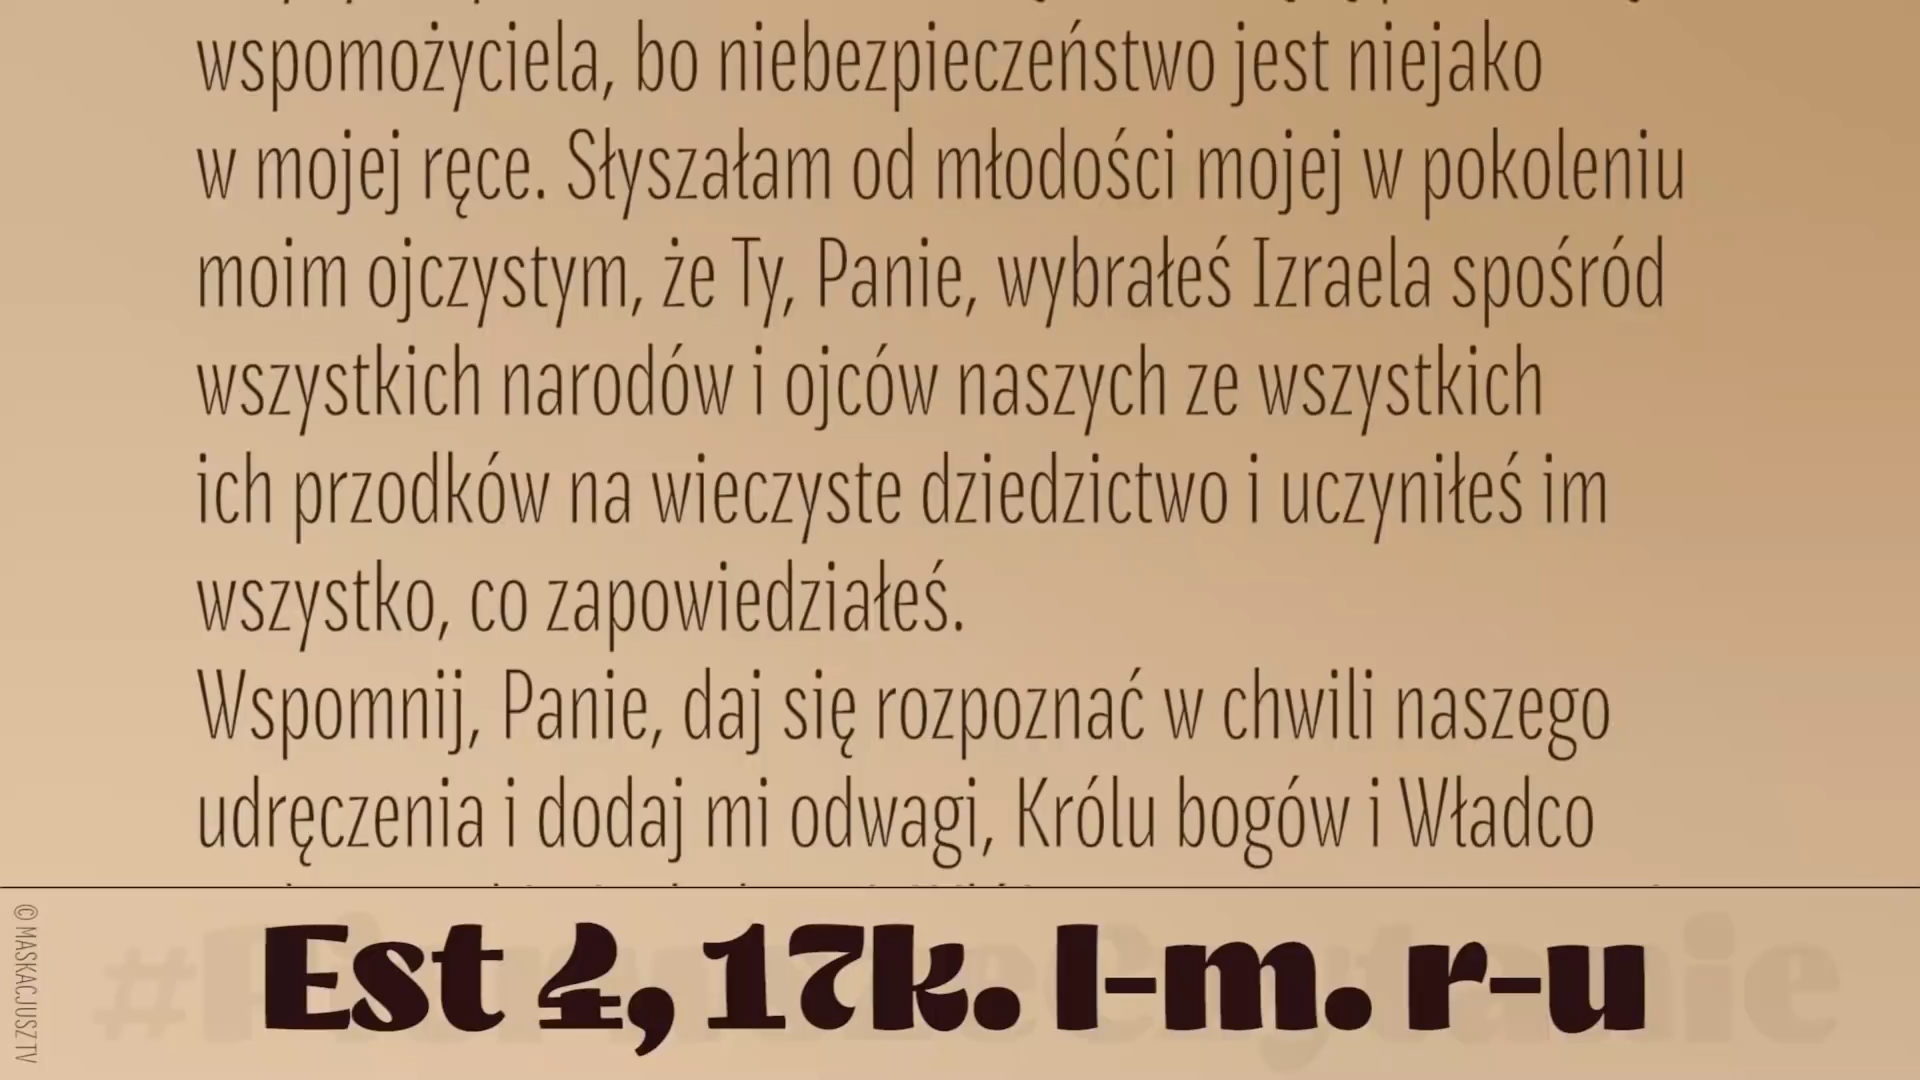 wspomożyciela, bo niebezpieczeństwo jest niejako
w mojej ręce. Słyszałam od młodości mojej w pokoleniu
moim ojczystym, że Ty, Panie, wybrałeś Izraela spośród
wszystkich narodów i ojców naszych ze wszystkich
ich przodków na wieczyste dziedzictwo i uczyniłeś im
wszystko, co zapowiedziałeś.
Wspomnij, Panie, daj się rozpoznać w chwili naszego
udręczenia i dodaj mi odwagi, Królu bogów i Władco
Est 4, 17k. l-m. r-u
© MASKACJUSZ TV